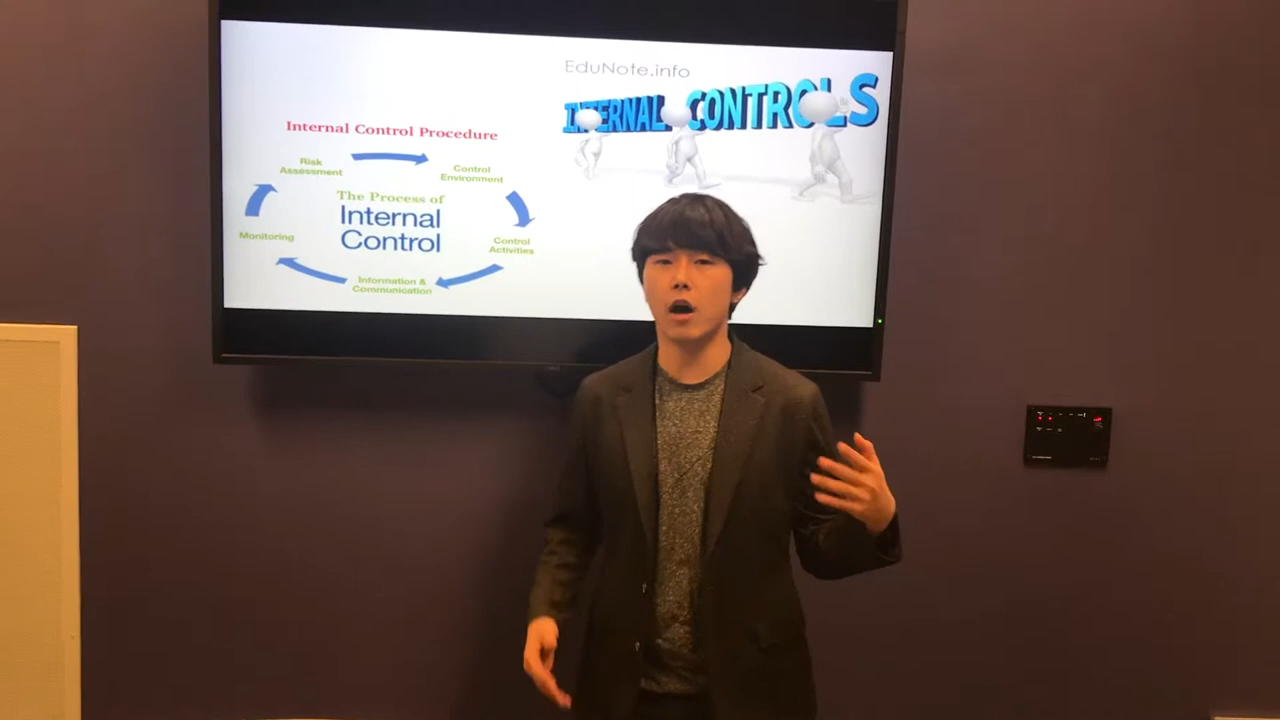 EduNote.info
INTERNAL CONTROLS
Internal Control Procedure
Risk
Assessment
Control
Environment
The Process of
Internal
Control
Monitoring
Control
Activities
Information &
Communication